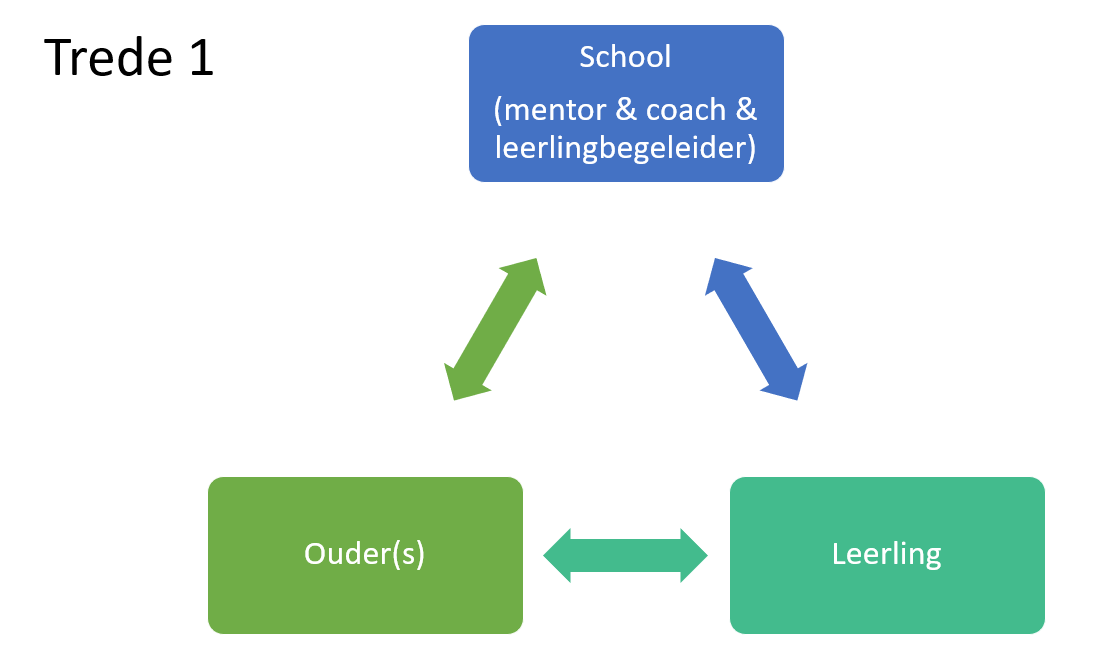 Trede 1
School
(mentor & coach &
leerlingbegeleider)
Ouder(s)
Leerling